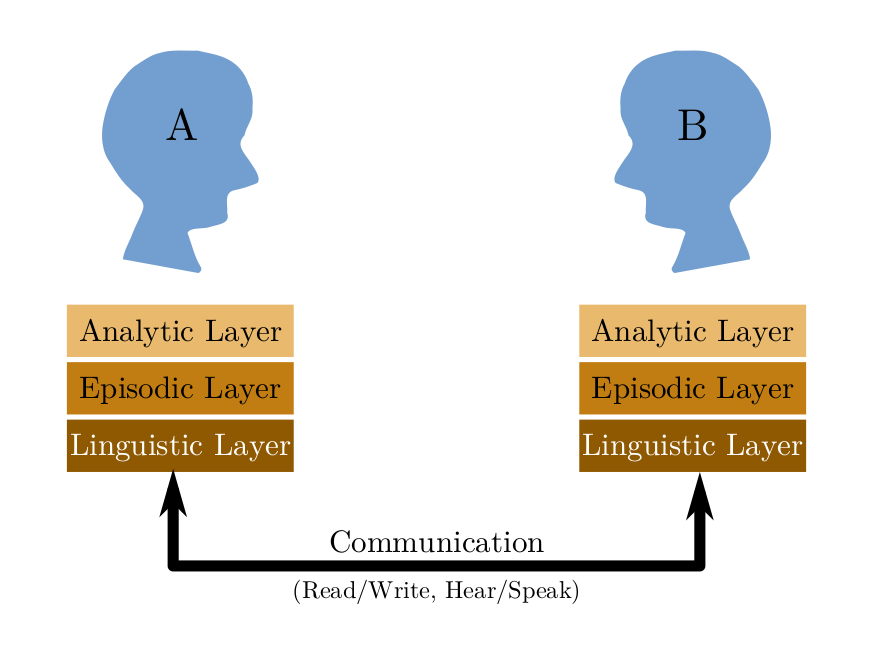 A
B
Analytic Layer
Episodic Layer
Linguistic Layer
Analytic Layer
Episodic Layer
Linguistic Layer
Communication
(Read/Write, Hear/Speak)